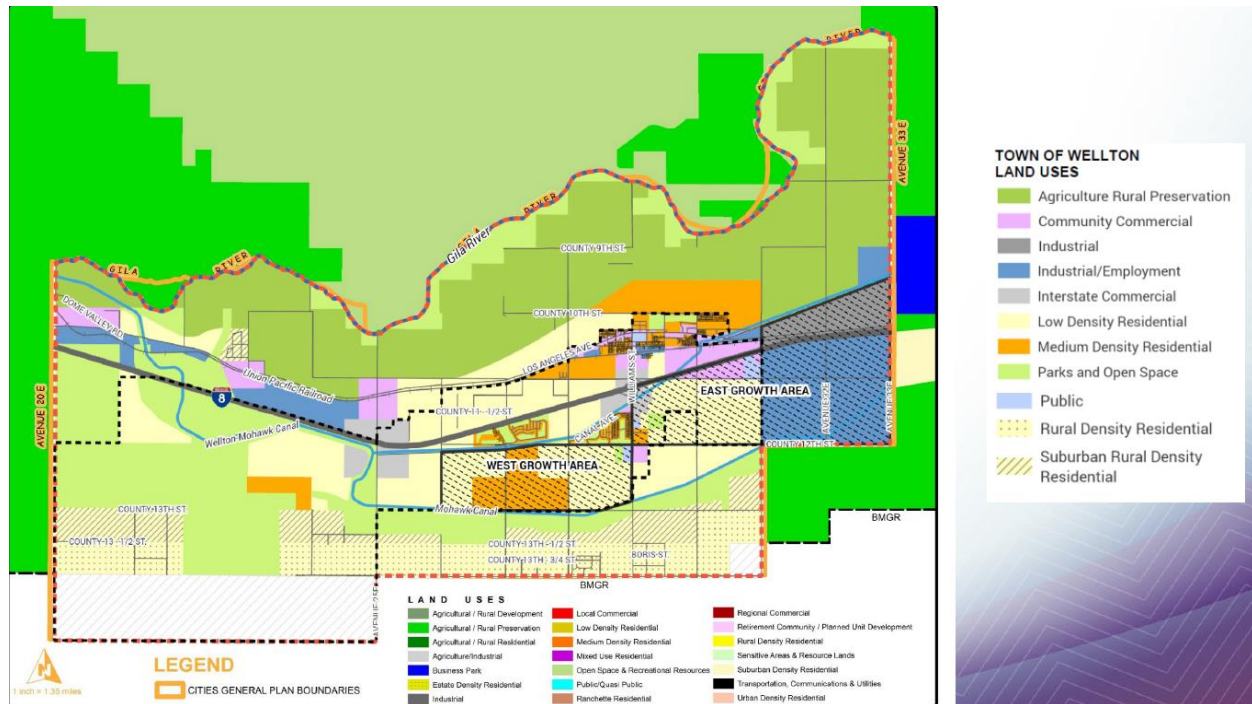 GILA RIVER
GILA RIVER
Gila River
RIVER
AVENUE 33 E
COUNTY 9TH ST.
COUNTY 10TH ST.
DOME VALLEY RD.
LOS ANGELES AVE
Union Pacific Railroad
8
AVENUE 20 E
WILLIAMS ST
EAST GROWTH AREA
COUNTY 11 - 1/2 ST.
CANAL AVE
Wellton-Mohawk Canal
COUNTY 12TH ST.
WEST GROWTH AREA
Mohawk Canal
COUNTY 13TH ST.
COUNTY 13 - 1/2 ST.
COUNTY 13TH - 1/2 ST.
COUNTY 13TH - 3/4 ST.
BORIS ST.
BMGR
BMGR
LAND USES
Agricultural / Rural Development
Agricultural / Rural Preservation
Agricultural / Rural Residential
Agriculture/Industrial
Business Park
Estate Density Residential
Industrial
Local Commercial
Low Density Residential
Medium Density Residential
Mixed Use Residential
Open Space & Recreational Resources
Public/Quasi Public
Ranchette Residential
Regional Commercial
Retirement Community / Planned Unit Development
Rural Density Residential
Sensitive Areas & Resource Lands
Suburban Density Residential
Transportation, Communications & Utilities
Urban Density Residential
N
1 inch = 1.35 miles
LEGEND
CITIES GENERAL PLAN BOUNDARIES
TOWN OF WELLTON
LAND USES
Agriculture Rural Preservation
Community Commercial
Industrial
Industrial/Employment
Interstate Commercial
Low Density Residential
Medium Density Residential
Parks and Open Space
Public
Rural Density Residential
Suburban Rural Density
Residential